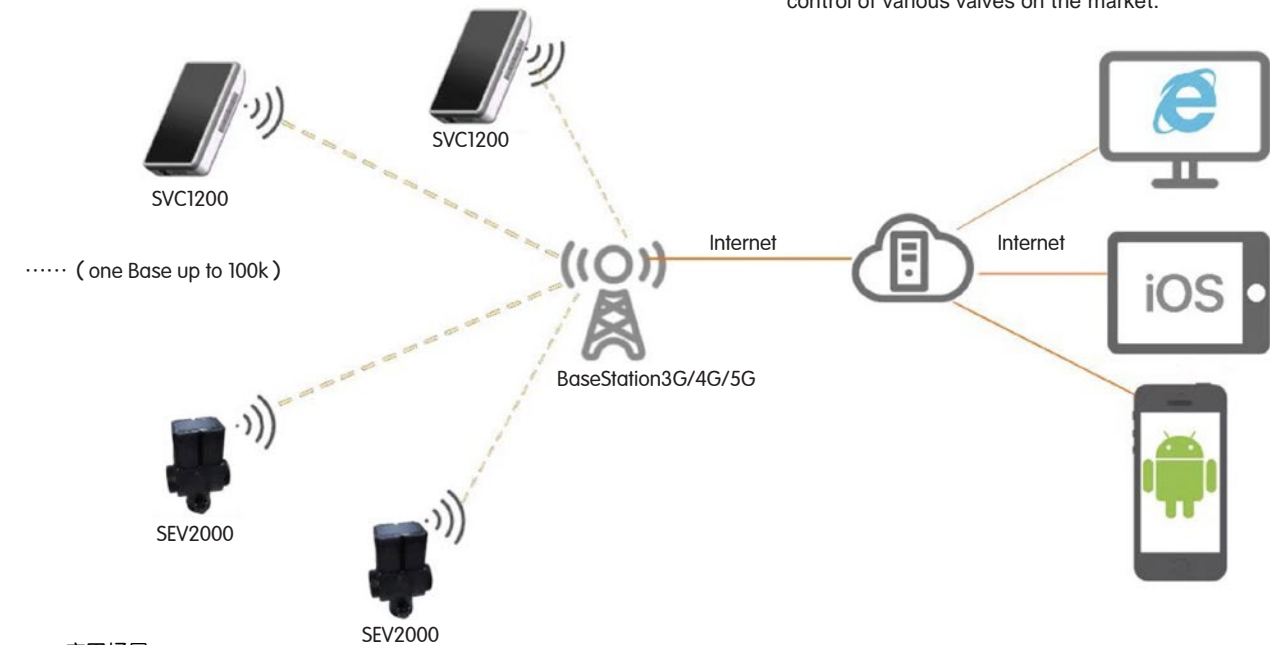 control of various valves on the market.
SVC1200
SVC1200
Internet
Internet
…… ( one Base up to 100k )
iOS
BaseStation3G/4G/5G
SEV2000
SEV2000